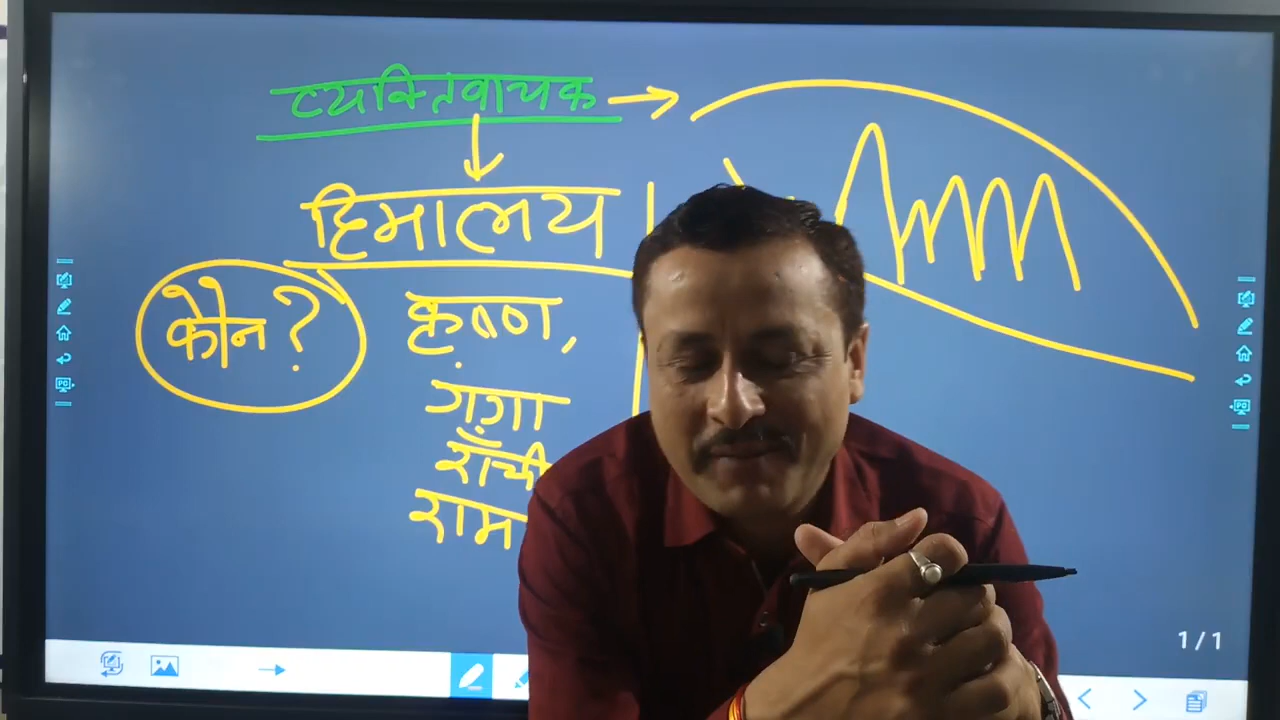 व्यक्तिवाचक
हिमालय
कौन?
कृष्ण,
गंगा
राँची
राम
1/1